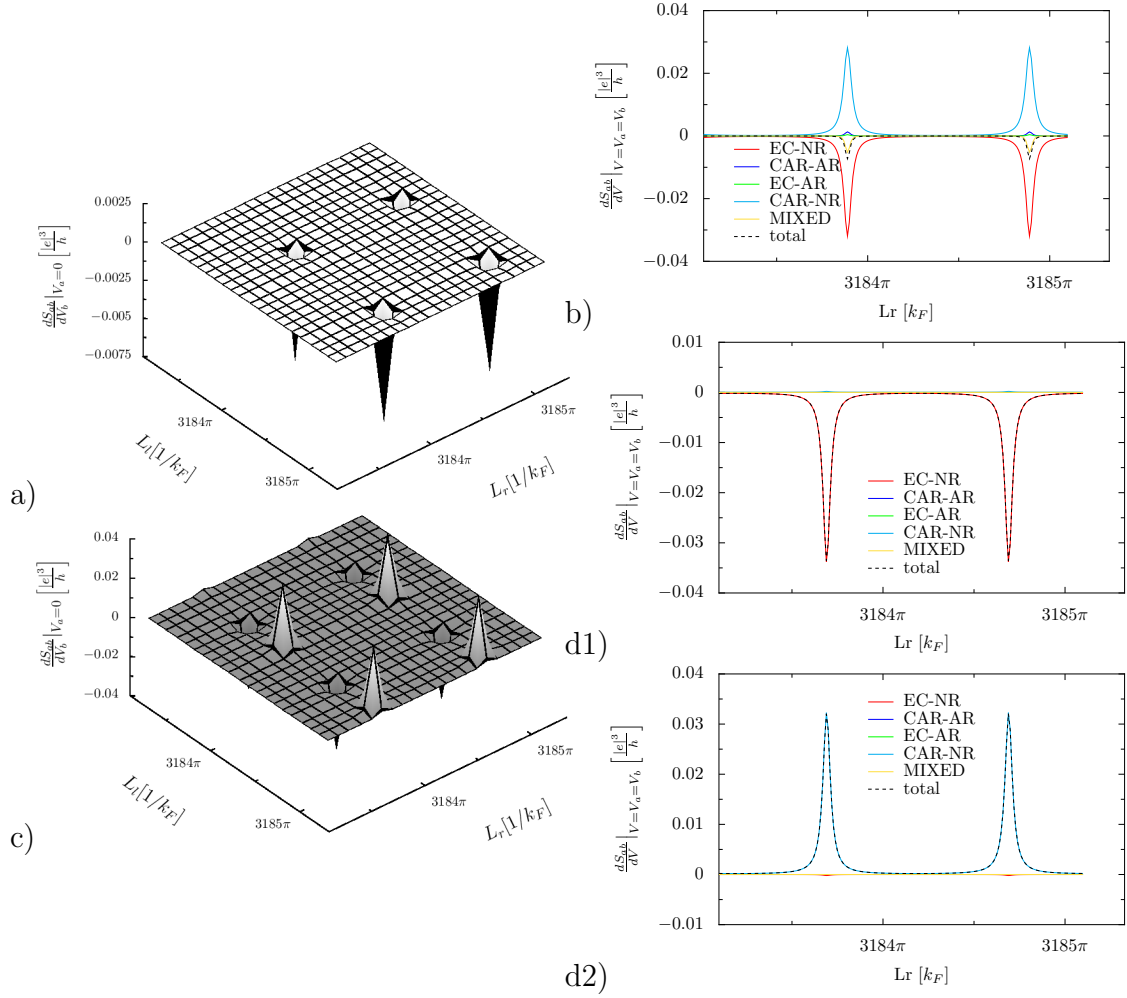 a)
dS_ab/dV_b |V_a=0 [|e|^3/h]
0.0025
0
−0.0025
−0.005
−0.0075
3184π
3185π
L_l[1/k_F]
3184π
3185π
L_r[1/k_F]
b)
dS_ab/dV |V=V_a=V_b [|e|^3/h]
0.04
0.02
0
−0.02
−0.04
EC-NR
CAR-AR
EC-AR
CAR-NR
MIXED
total
3184π
3185π
Lr [k_F]
c)
dS_ab/dV_b |V_a=0 [|e|^3/h]
0.04
0.02
0
−0.02
−0.04
3184π
3185π
L_l[1/k_F]
3184π
3185π
L_r[1/k_F]
d1)
dS_ab/dV |V=V_a=V_b [|e|^3/h]
0.01
0
−0.01
−0.02
−0.03
−0.04
EC-NR
CAR-AR
EC-AR
CAR-NR
MIXED
total
3184π
3185π
Lr [k_F]
d2)
dS_ab/dV |V=V_a=V_b [|e|^3/h]
0.04
0.03
0.02
0.01
0
−0.01
EC-NR
CAR-AR
EC-AR
CAR-NR
MIXED
total
3184π
3185π
Lr [k_F]